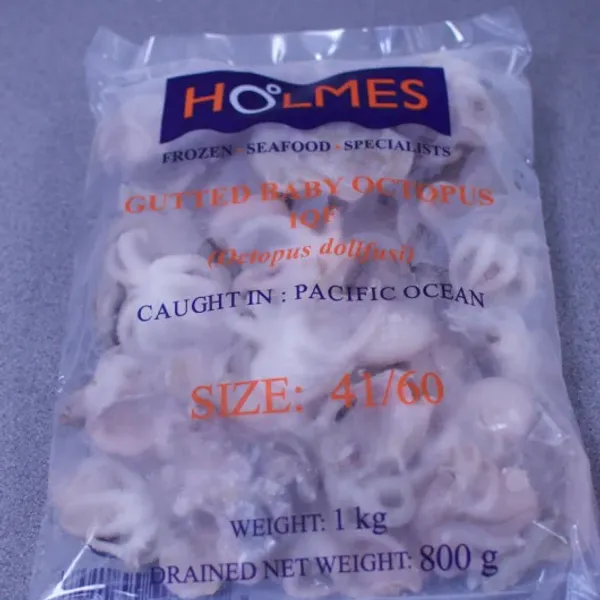 HOLMES
FROZEN • SEAFOOD • SPECIALISTS
GUTTED BABY OCTOPUS
IQF
(Octopus dollfusi)
CAUGHT IN : PACIFIC OCEAN
SIZE: 41/60
WEIGHT: 1 kg
DRAINED NET WEIGHT: 800 g